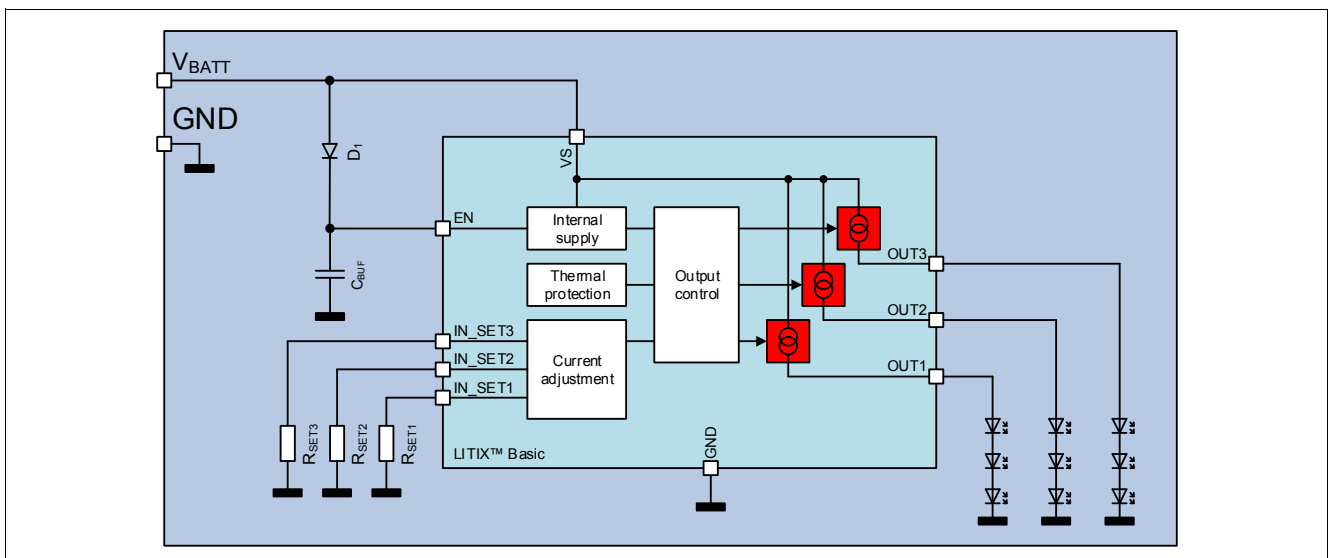 VBATT
GND
D1
VS
EN
Internal
supply
CBUF
Thermal
protection
Output
control
OUT3
OUT2
OUT1
IN_SET3
IN_SET2
IN_SET1
Current
adjustment
RSET3
RSET2
RSET1
LITIX™ Basic
GND